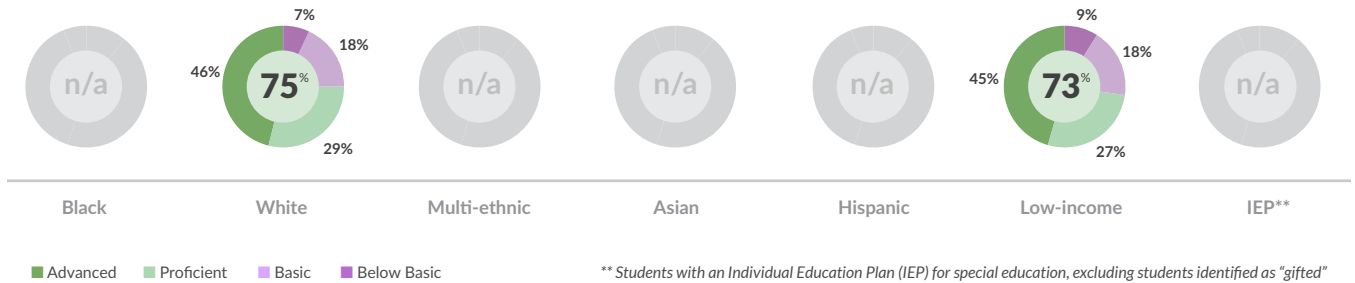 7%
9%
18%
18%
46%
45%
n/a
75%
n/a
n/a
n/a
73%
n/a
29%
27%
Black White Multi-ethnic Asian Hispanic Low-income IEP**
Advanced Proficient Basic Below Basic
** Students with an Individual Education Plan (IEP) for special education, excluding students identified as “gifted”